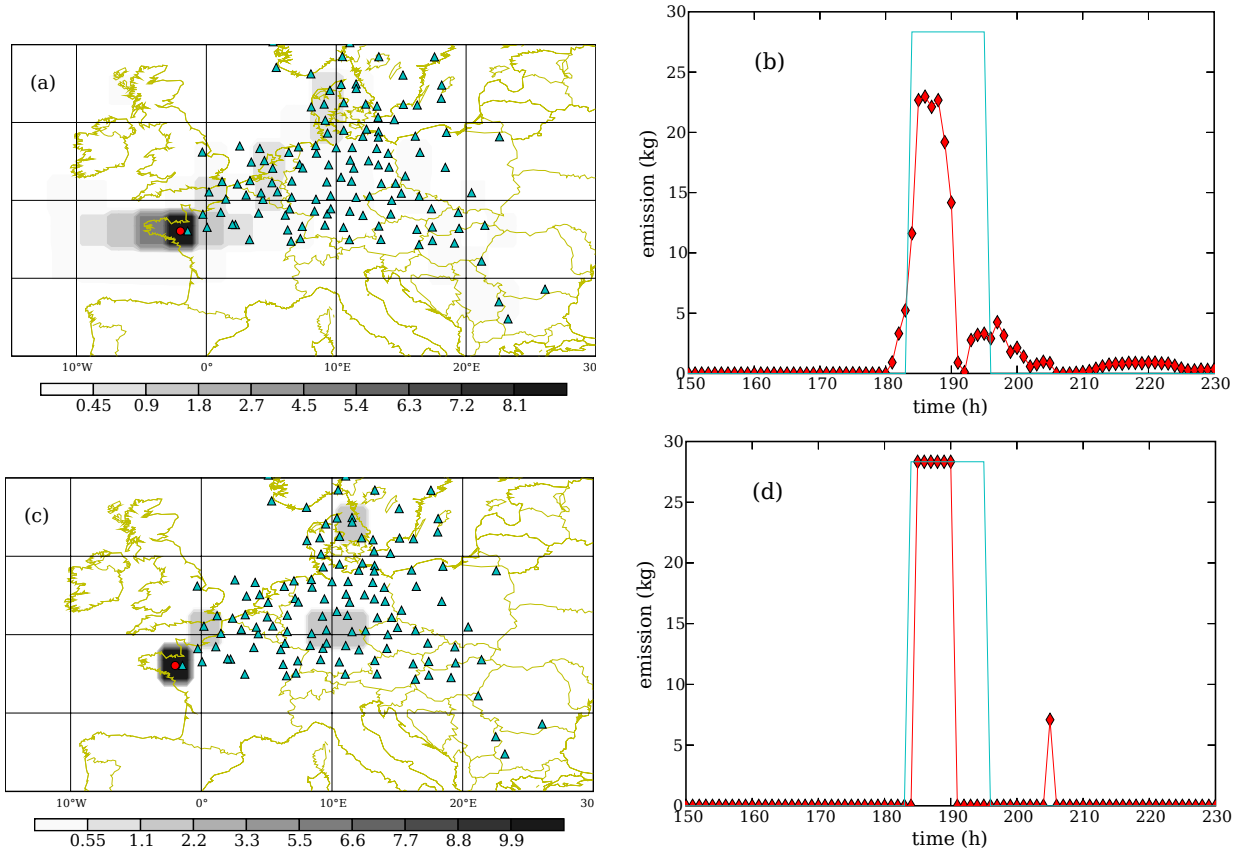 (a)
10°W
0°
10°E
20°E
30
0.45 0.9 1.8 2.7 4.5 5.4 6.3 7.2 8.1
(b)
emission (kg)
30
25
20
15
10
5
0
150 160 170 180 190 200 210 220 230
time (h)
(c)
10°W
0°
10°E
20°E
30
0.55 1.1 2.2 3.3 5.5 6.6 7.7 8.8 9.9
(d)
emission (kg)
30
25
20
15
10
5
0
150 160 170 180 190 200 210 220 230
time (h)